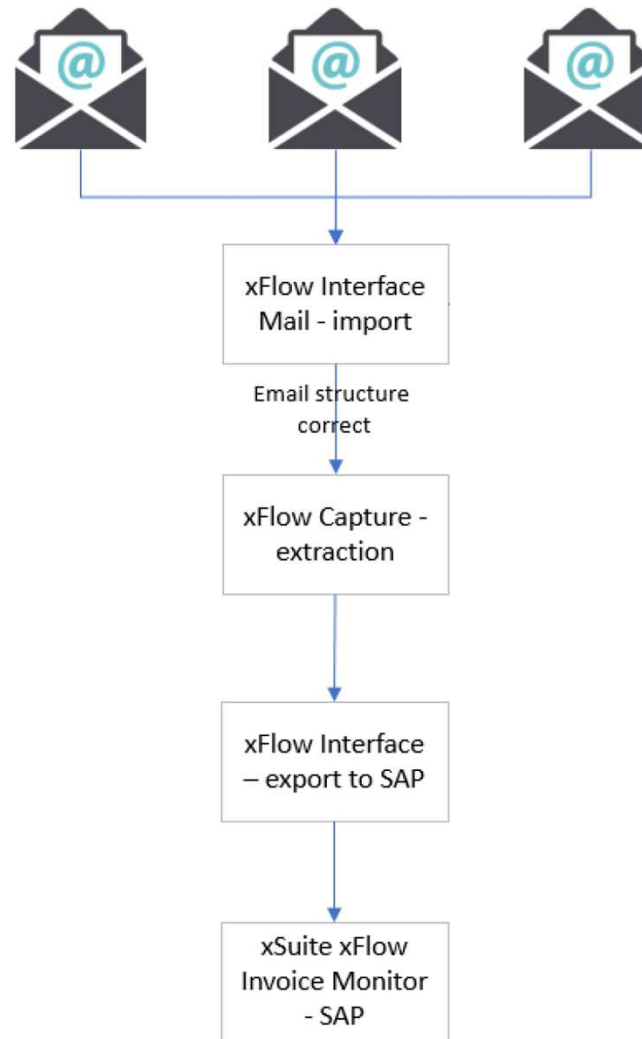 @ @ @
xFlow Interface
Mail - import
Email structure
correct
xFlow Capture -
extraction
xFlow Interface
– export to SAP
xSuite xFlow
Invoice Monitor
- SAP